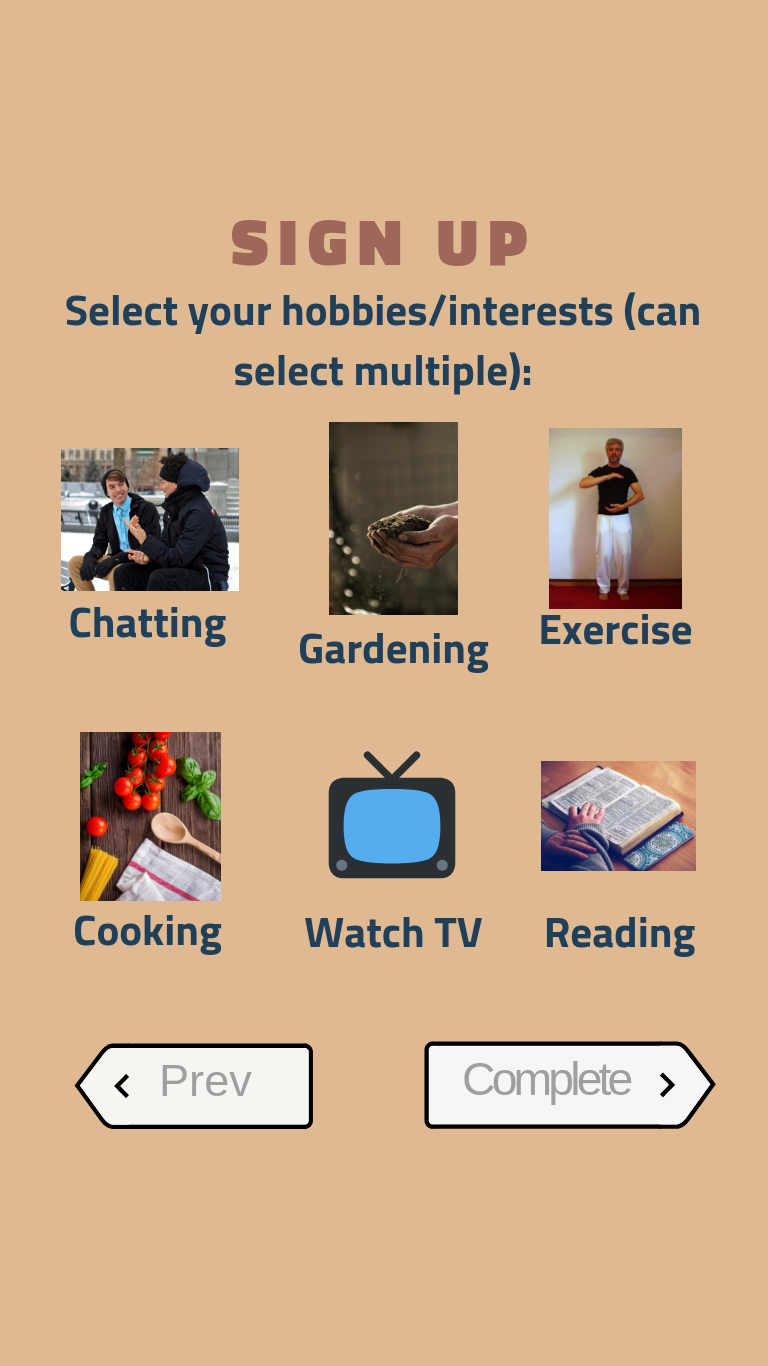 SIGN UP
Select your hobbies/interests (can
select multiple):
Chatting
Gardening
Exercise
Cooking
Watch TV
Reading
Prev
Complete